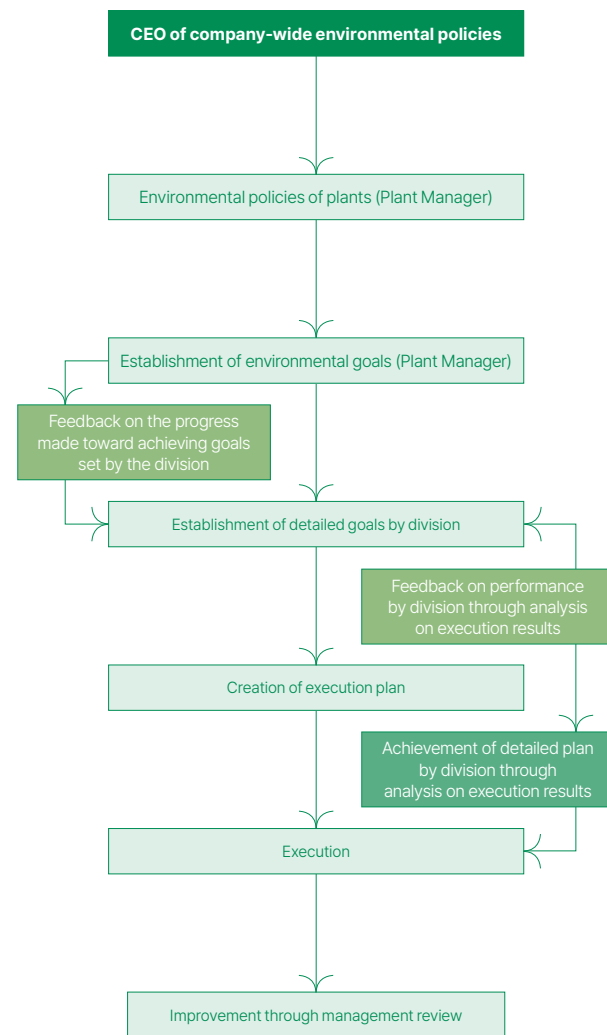 CEO of company-wide environmental policies
Environmental policies of plants (Plant Manager)
Establishment of environmental goals (Plant Manager)
Feedback on the progress
made toward achieving goals
set by the division
Establishment of detailed goals by division
Feedback on performance
by division through analysis
on execution results
Creation of execution plan
Achievement of detailed plan
by division through
analysis on execution results
Execution
Improvement through management review